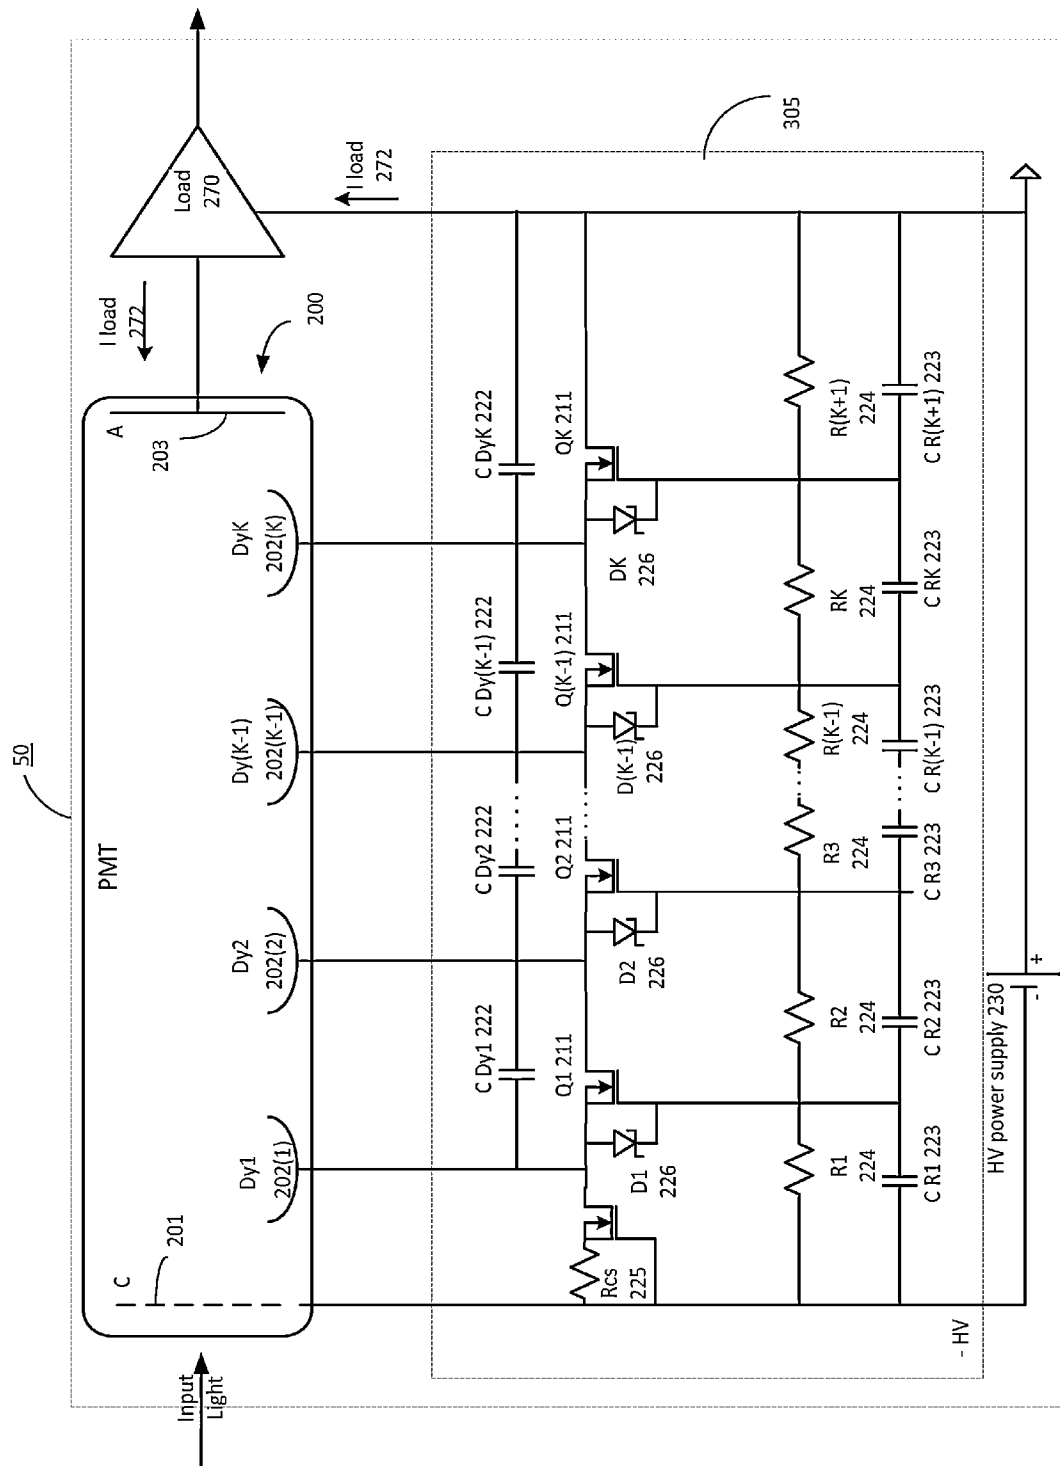 50
PMT
Input
Light
C
201
Dy1
202(1)
Dy2
202(2)
Dy(K-1)
202(K-1)
DyK
202(K)
A
203
200
I load
272
Load
270
I load
272
305
C Dy1 222
C Dy2 222
C Dy(K-1) 222
C DyK 222
Q1 211
Q2 211
Q(K-1) 211
QK 211
Rcs
225
D1
226
D2
226
D(K-1)
226
DK
226
R1
224
R2
224
R3
224
R(K-1)
224
RK
224
R(K+1)
224
C R1 223
C R2 223
C R3 223
C R(K-1) 223
C RK 223
C R(K+1) 223
- HV
HV power supply 230
-
+